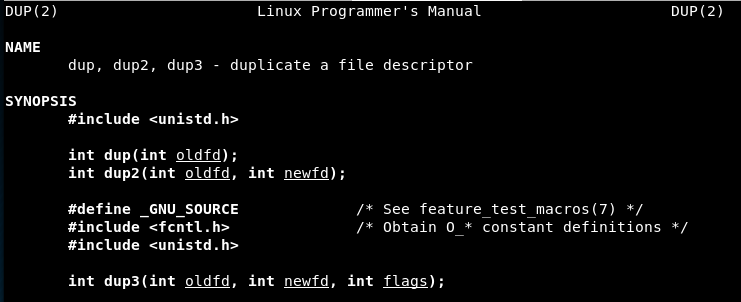 DUP(2) Linux Programmer's Manual DUP(2)
NAME
dup, dup2, dup3 - duplicate a file descriptor
SYNOPSIS
#include <unistd.h>
int dup(int oldfd);
int dup2(int oldfd, int newfd);
#define _GNU_SOURCE /* See feature_test_macros(7) */
#include <fcntl.h> /* Obtain O_* constant definitions */
#include <unistd.h>
int dup3(int oldfd, int newfd, int flags);